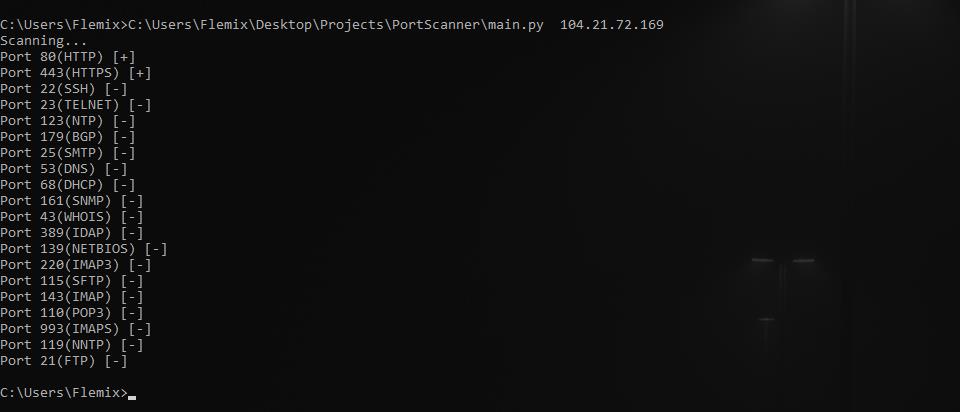 C:\Users\Flemix>C:\Users\Flemix\Desktop\Projects\PortScanner\main.py  104.21.72.169
Scanning...
Port 80(HTTP) [+]
Port 443(HTTPS) [+]
Port 22(SSH) [-]
Port 23(TELNET) [-]
Port 123(NTP) [-]
Port 179(BGP) [-]
Port 25(SMTP) [-]
Port 53(DNS) [-]
Port 68(DHCP) [-]
Port 161(SNMP) [-]
Port 43(WHOIS) [-]
Port 389(IDAP) [-]
Port 139(NETBIOS) [-]
Port 220(IMAP3) [-]
Port 115(SFTP) [-]
Port 143(IMAP) [-]
Port 110(POP3) [-]
Port 993(IMAPS) [-]
Port 119(NNTP) [-]
Port 21(FTP) [-]
C:\Users\Flemix>